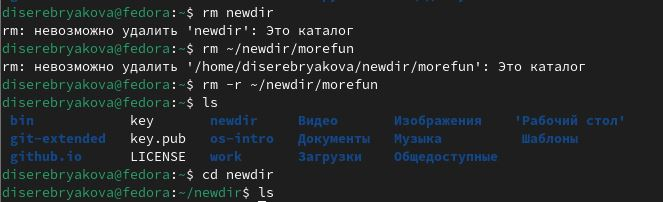 diserebryakova@fedora:~$ rm newdir
rm: невозможно удалить 'newdir': Это каталог
diserebryakova@fedora:~$ rm ~/newdir/morefun
rm: невозможно удалить '/home/diserebryakova/newdir/morefun': Это каталог
diserebryakova@fedora:~$ rm -r ~/newdir/morefun
diserebryakova@fedora:~$ ls
bin key newdir Видео Изображения 'Рабочий стол'
git-extended key.pub os-intro Документы Музыка Шаблоны
github.io LICENSE work Загрузки Общедоступные
diserebryakova@fedora:~$ cd newdir
diserebryakova@fedora:~/newdir$ ls